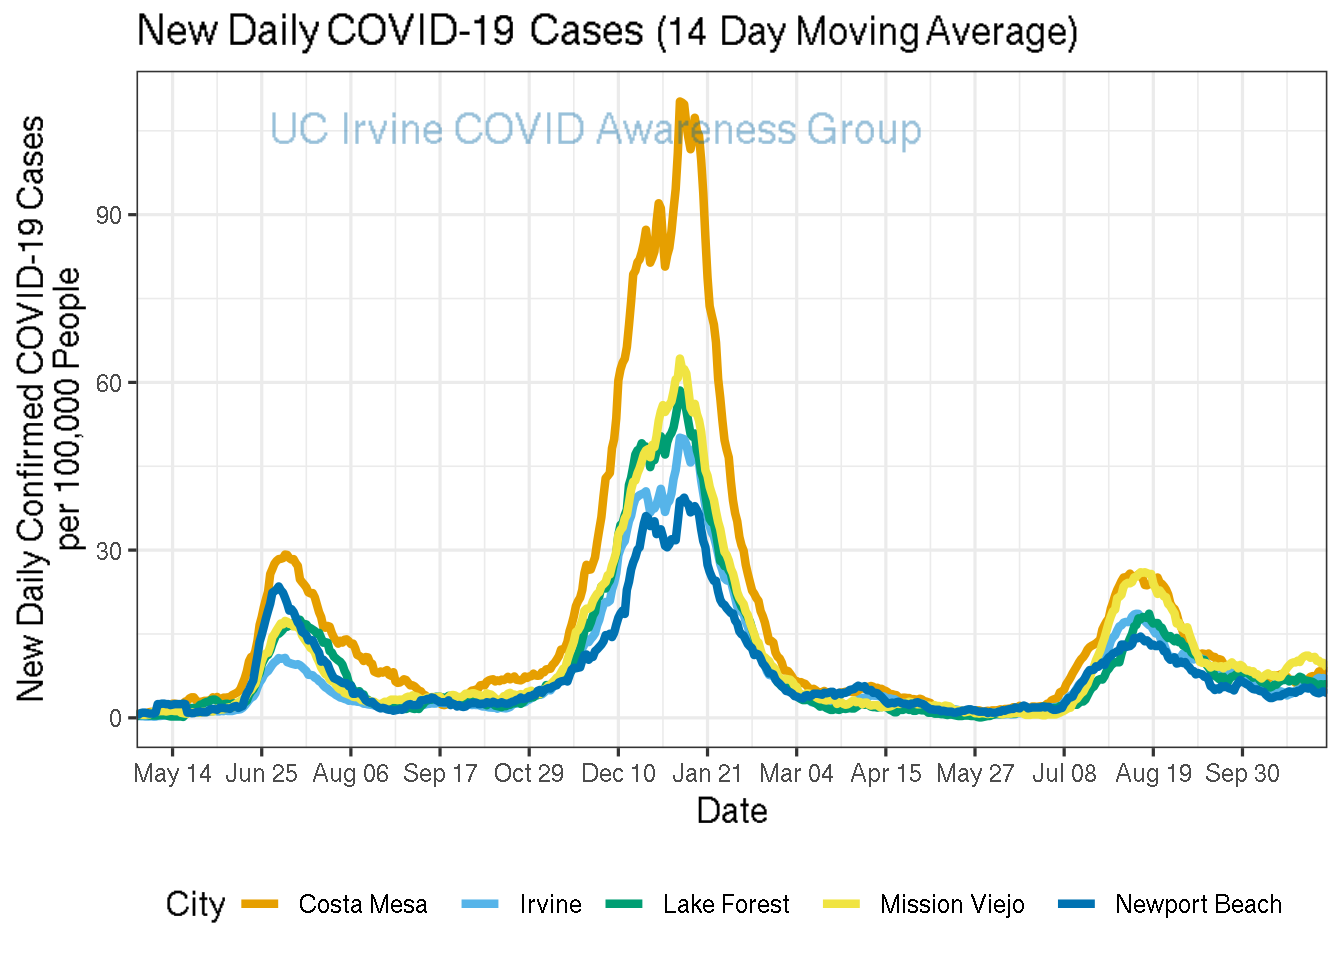 New Daily COVID-19 Cases (14 Day Moving Average)
UC Irvine COVID Awareness Group
New Daily Confirmed COVID-19 Cases
per 100,000 People
90
60
30
0
May 14 Jun 25 Aug 06 Sep 17 Oct 29 Dec 10 Jan 21 Mar 04 Apr 15 May 27 Jul 08 Aug 19 Sep 30
Date
City Costa Mesa Irvine Lake Forest Mission Viejo Newport Beach